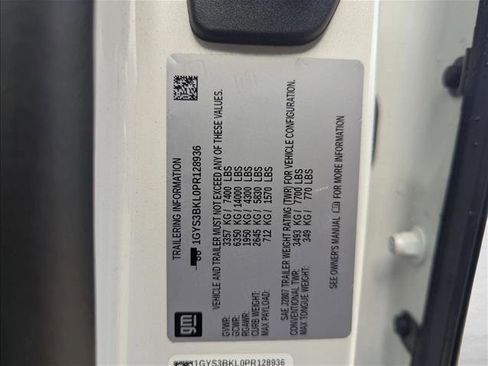 TRAILERING INFORMATION
1GYS3BKL0PR128936
VEHICLE AND TRAILER MUST NOT EXCEED ANY OF THESE VALUES.
GVWR: 3357 KG / 7400 LBS
GCWR: 6350 KG / 14000 LBS
RGAWR: 1950 KG / 4300 LBS
CURB WEIGHT: 2645 KG / 5830 LBS
MAX PAYLOAD: 712 KG / 1570 LBS
SAE J2807 TRAILER WEIGHT RATING (TWR) FOR VEHICLE CONFIGURATION.
CONVENTIONAL TWR: 3493 KG / 7700 LBS
MAX TONGUE WEIGHT: 349 KG / 770 LBS
SEE OWNER'S MANUAL
gm
1GYS3BKL0PR128936